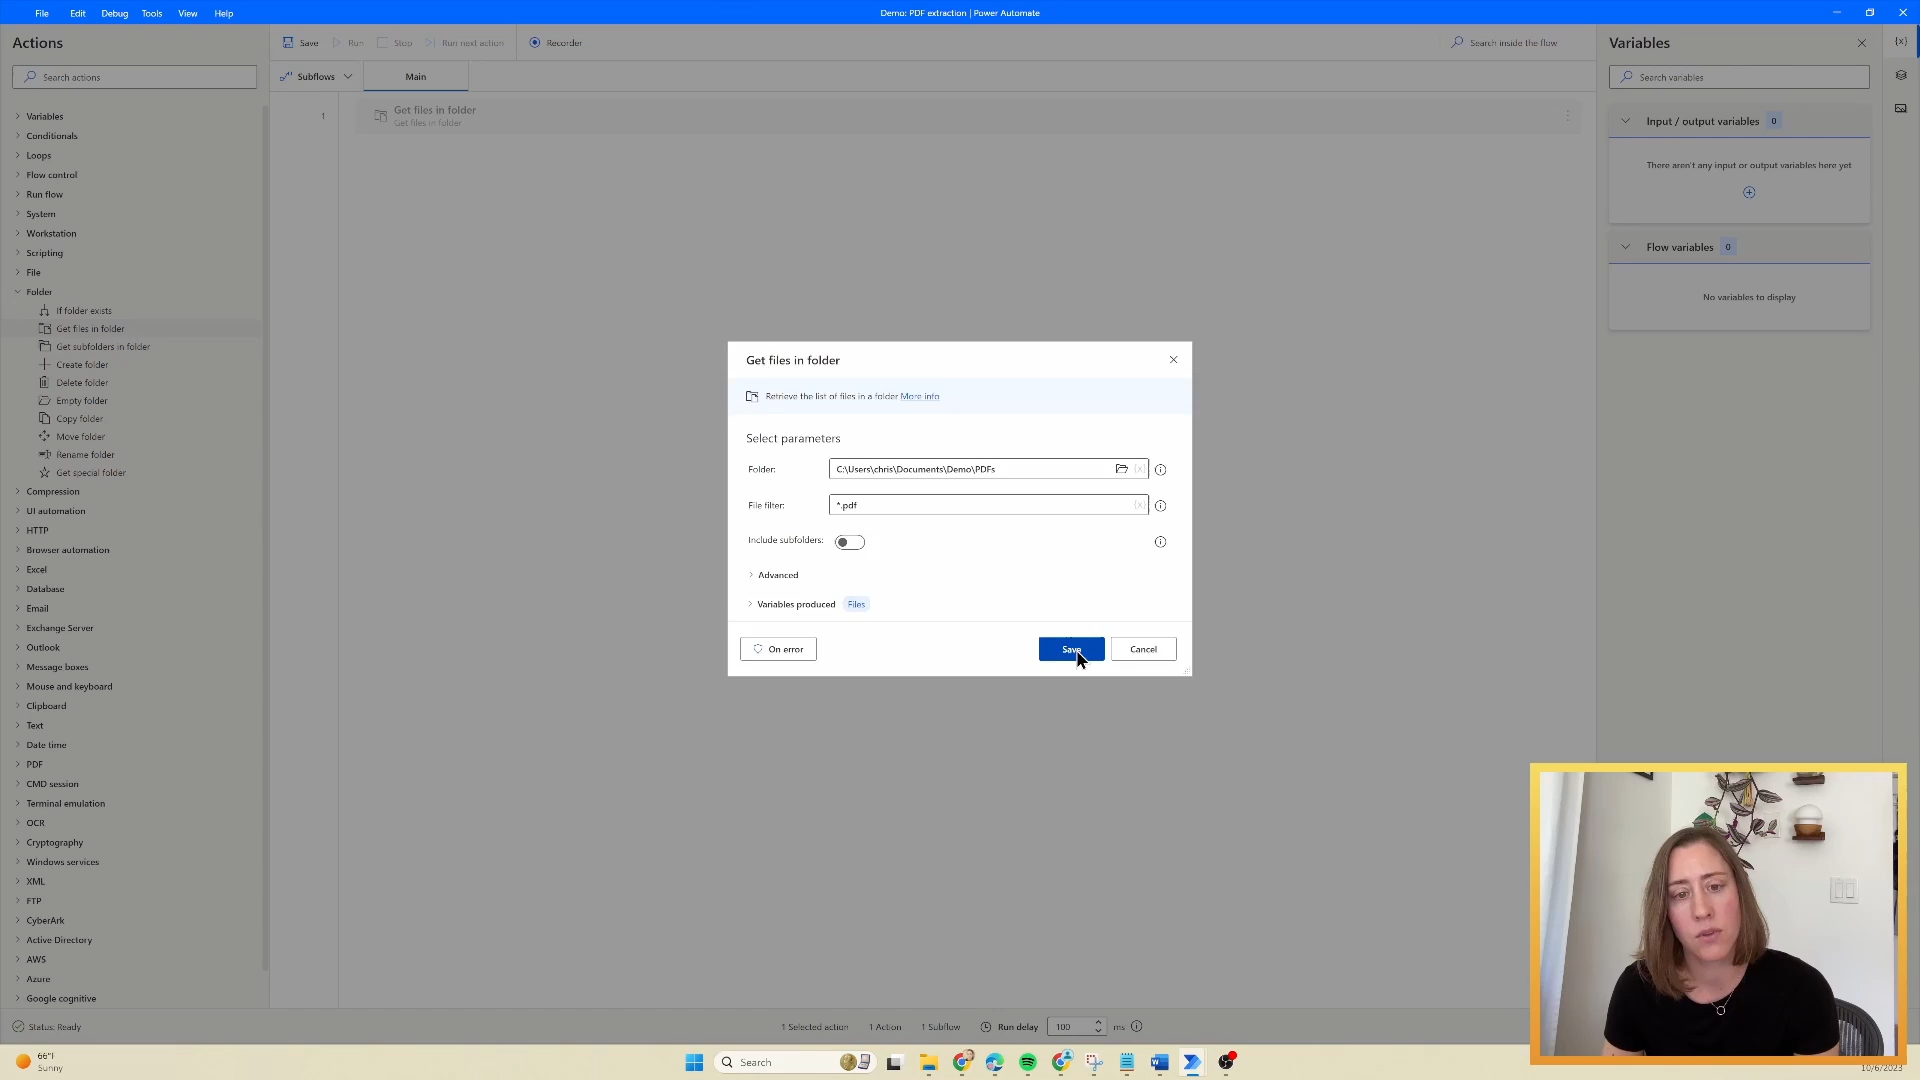 File Edit Debug Tools View Help
Demo: PDF extraction | Power Automate
Actions
Search actions
Variables
Conditionals
Loops
Flow control
Run flow
System
Workstation
Scripting
File
Folder
If folder exists
Get files in folder
Get subfolders in folder
Create folder
Delete folder
Empty folder
Copy folder
Move folder
Rename folder
Get special folder
Compression
UI automation
HTTP
Browser automation
Excel
Database
Email
Exchange Server
Outlook
Message boxes
Mouse and keyboard
Clipboard
Text
Date time
PDF
CMD session
Terminal emulation
OCR
Cryptography
Windows services
XML
FTP
CyberArk
Active Directory
AWS
Azure
Google cognitive
Save Run Stop Run next action Recorder
Search inside the flow
Subflows Main
1
Get files in folder
Get files in folder
Get files in folder
Retrieve the list of files in a folder More info
Select parameters
Folder: C:\Users\chris\Documents\Demo\PDFs {x}
File filter: *.pdf {x}
Include subfolders:
Advanced
Variables produced Files
On error Save Cancel
Variables
{x}
Search variables
Input / output variables 0
There aren't any input or output variables here yet
Flow variables 0
No variables to display
Status: Ready 1 Selected action 1 Action 1 Subflow Run delay 100 ms
66°F
Sunny
Search
10/6/2023